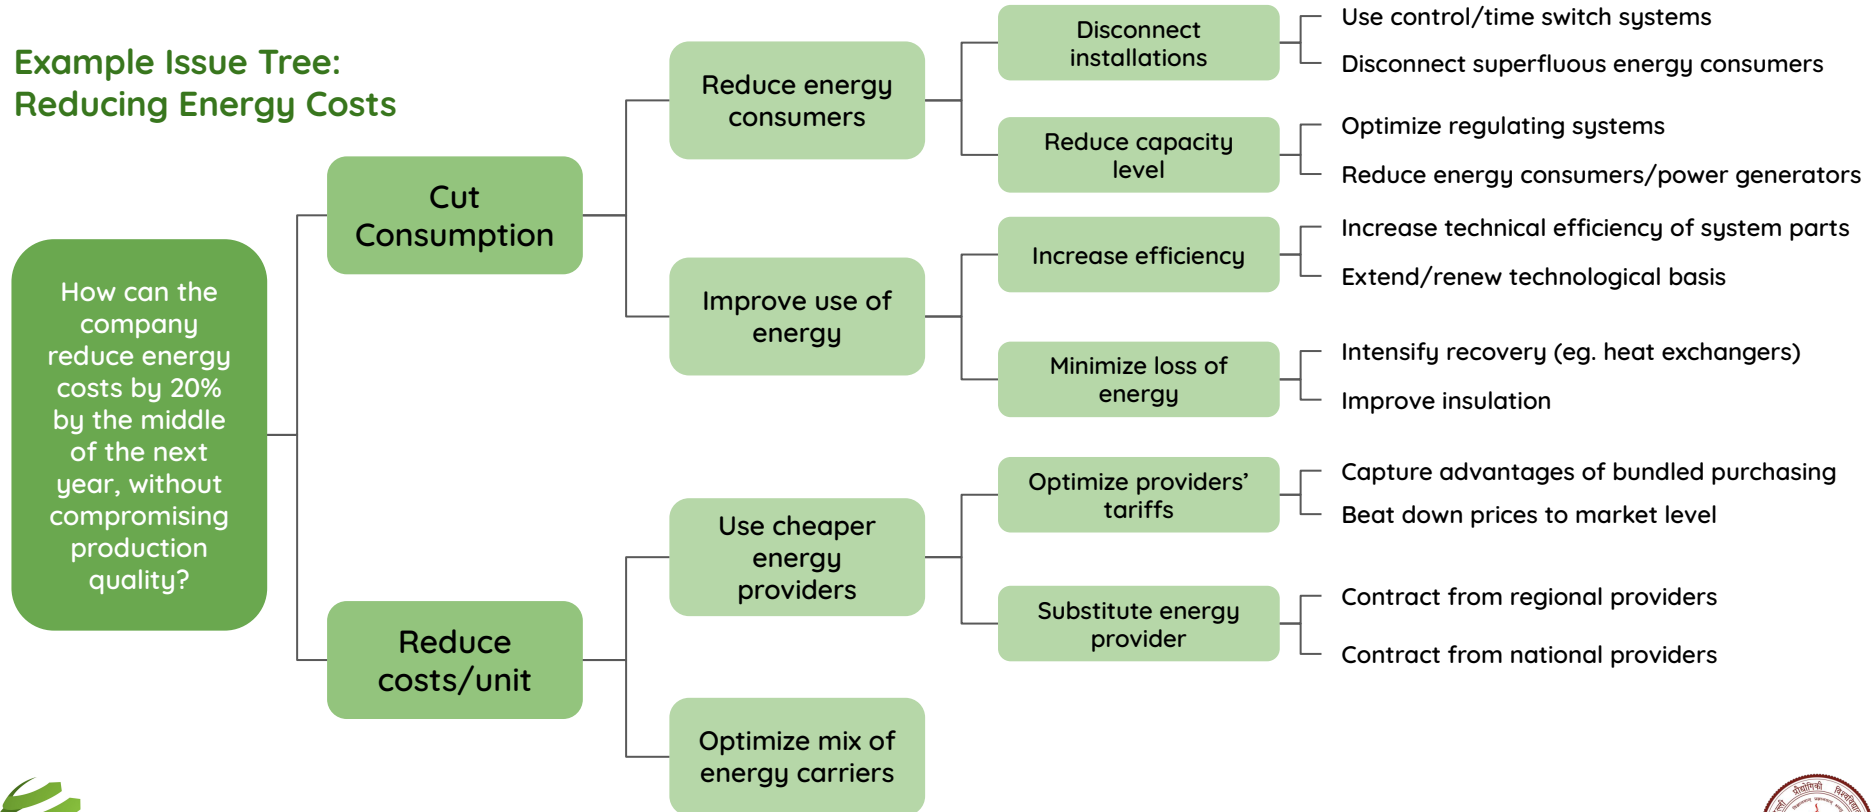 Example Issue Tree:
Reducing Energy Costs
How can the
company
reduce energy
costs by 20%
by the middle
of the next
year, without
compromising
production
quality?
Cut
Consumption
Reduce
costs/unit
Reduce energy
consumers
Improve use of
energy
Use cheaper
energy
providers
Optimize mix of
energy carriers
Disconnect
installations
Reduce capacity
level
Increase efficiency
Minimize loss of
energy
Optimize providers’
tariffs
Substitute energy
provider
Use control/time switch systems
Disconnect superfluous energy consumers
Optimize regulating systems
Reduce energy consumers/power generators
Increase technical efficiency of system parts
Extend/renew technological basis
Intensify recovery (eg. heat exchangers)
Improve insulation
Capture advantages of bundled purchasing
Beat down prices to market level
Contract from regional providers
Contract from national providers
प्रौद्योगिकी